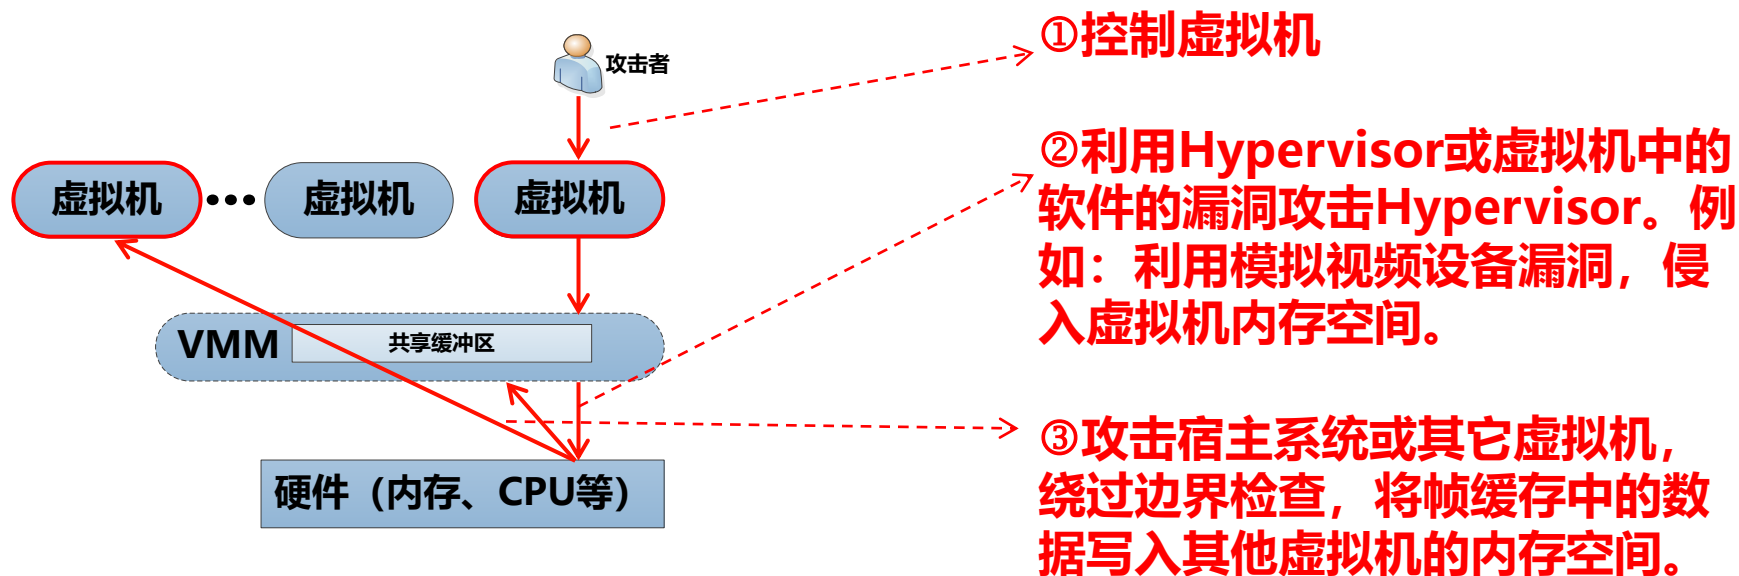 攻击者
虚拟机
虚拟机
虚拟机
VMM
共享缓冲区
硬件（内存、CPU等）
①控制虚拟机
②利用Hypervisor或虚拟机中的
软件的漏洞攻击Hypervisor。例
如：利用模拟视频设备漏洞，侵
入虚拟机内存空间。
③攻击宿主系统或其它虚拟机，
绕过边界检查，将帧缓存中的数
据写入其他虚拟机的内存空间。